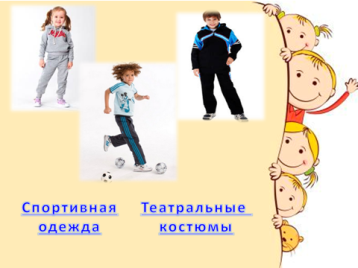 Спортивная
одежда
Театральные
костюмы